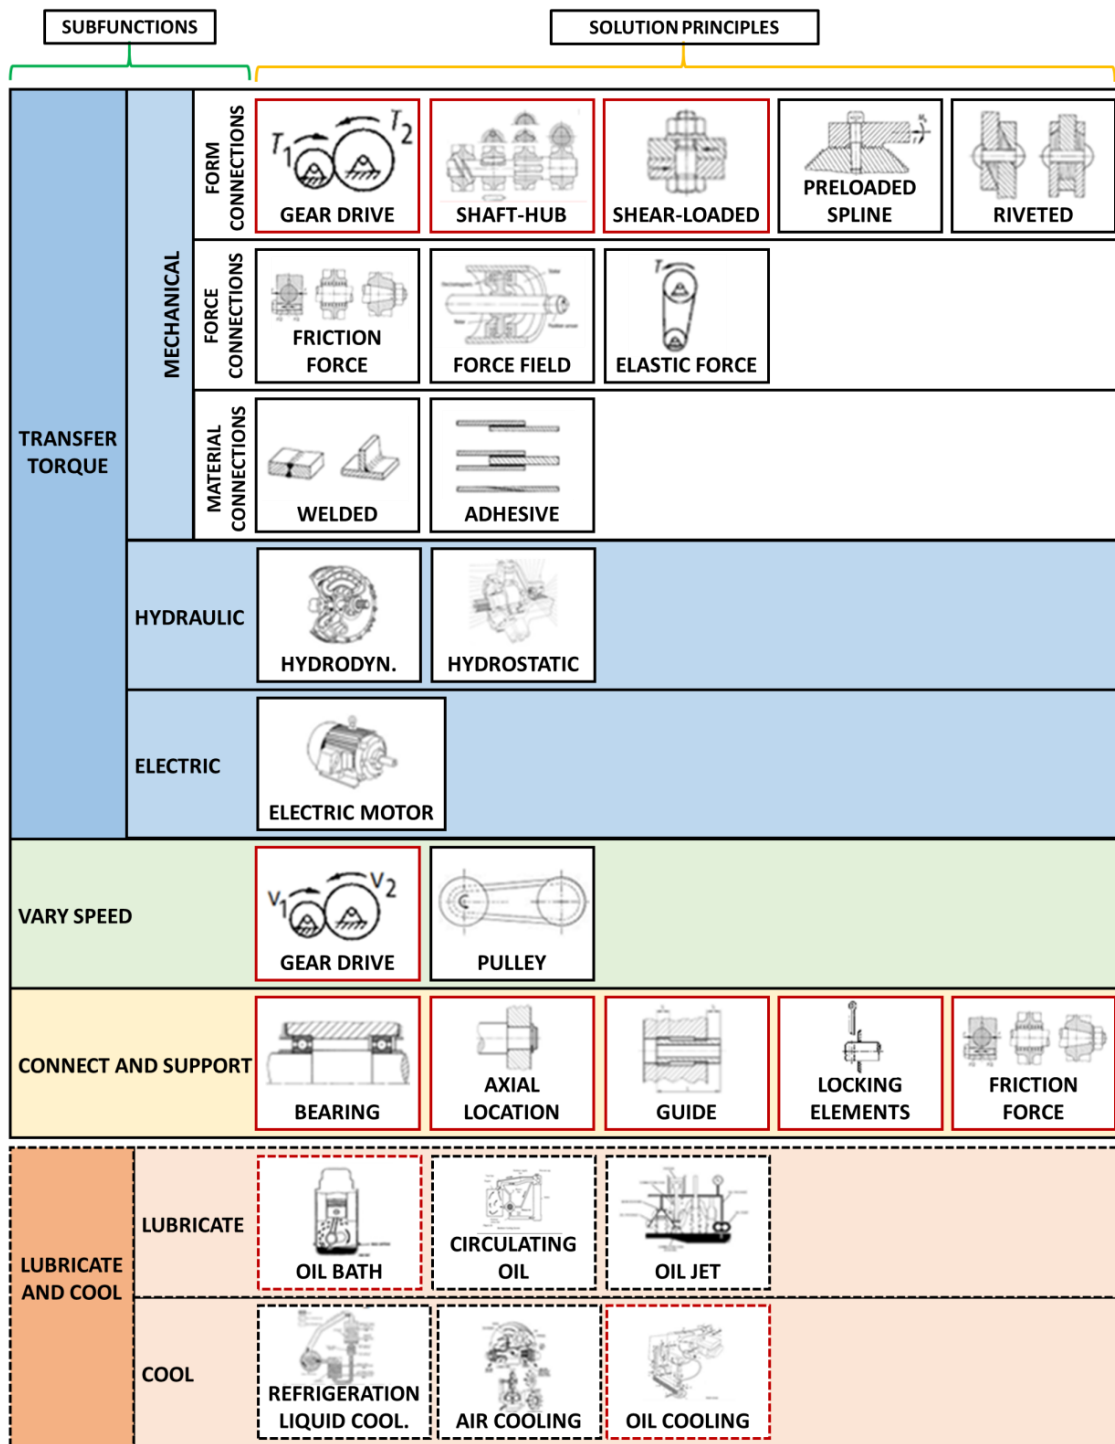 SUBFUNCTIONS
SOLUTION PRINCIPLES
TRANSFER
TORQUE
MECHANICAL
FORM
CONNECTIONS
T1
T2
GEAR DRIVE
SHAFT-HUB
SHEAR-LOADED
PRELOADED
SPLINE
RIVETED
FORCE
CONNECTIONS
FRICTION
FORCE
FORCE FIELD
T
ELASTIC FORCE
MATERIAL
CONNECTIONS
WELDED
ADHESIVE
HYDRAULIC
HYDRODYN.
HYDROSTATIC
ELECTRIC
ELECTRIC MOTOR
VARY SPEED
V1
V2
GEAR DRIVE
PULLEY
CONNECT AND SUPPORT
BEARING
AXIAL
LOCATION
GUIDE
LOCKING
ELEMENTS
FRICTION
FORCE
LUBRICATE
AND COOL
LUBRICATE
OIL BATH
CIRCULATING
OIL
OIL JET
COOL
REFRIGERATION
LIQUID COOL.
AIR COOLING
OIL COOLING